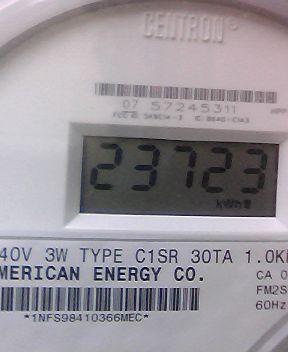 CENTRON®
07 57245311
23723
kWh
40V 3W TYPE C1SR 30TA 1.0K
MERICAN ENERGY CO.
CA 0
FM2S
60Hz
*1NFS98410366MEC*